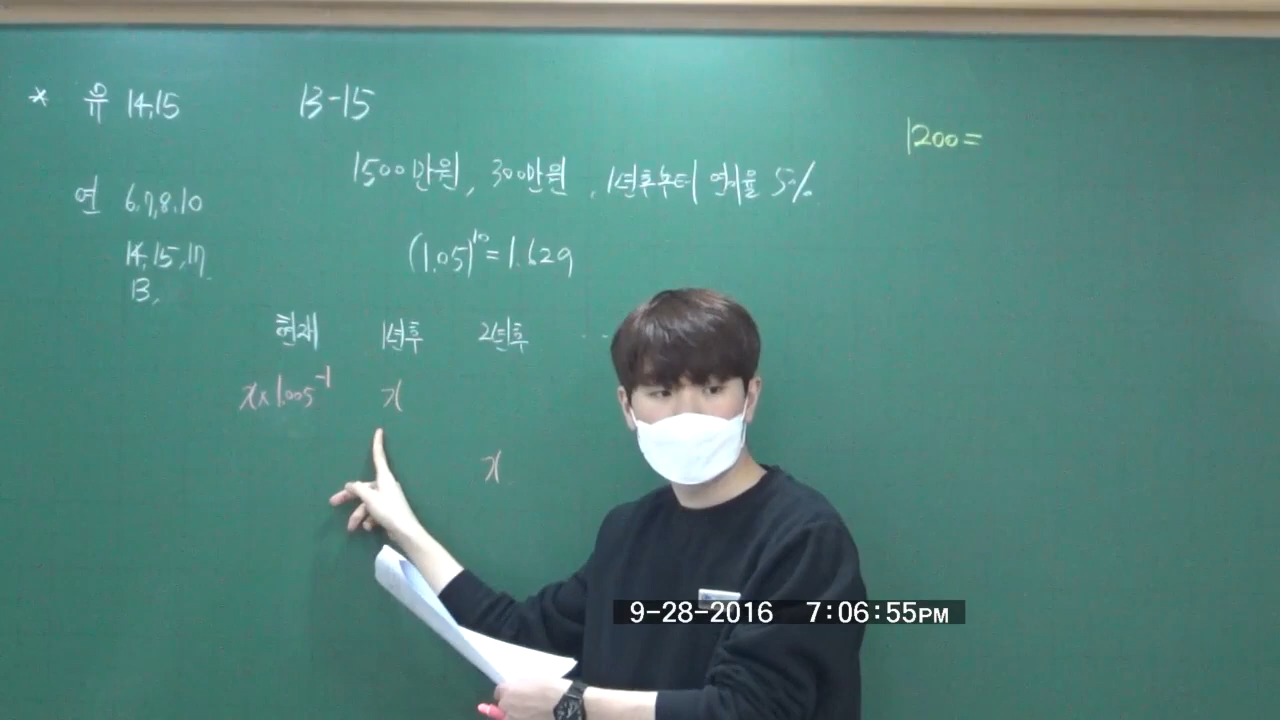 * 유 14,15
13-15
1200=
1500만원, 300만원, 1년후부터 연이율 5%
연 6,7,8,10
14,15,17,
13,
(1.05)^10=1.629
현재 1년후 2년후 ...
x×1.005^-1 x
x
9-28-2016 7:06:55PM